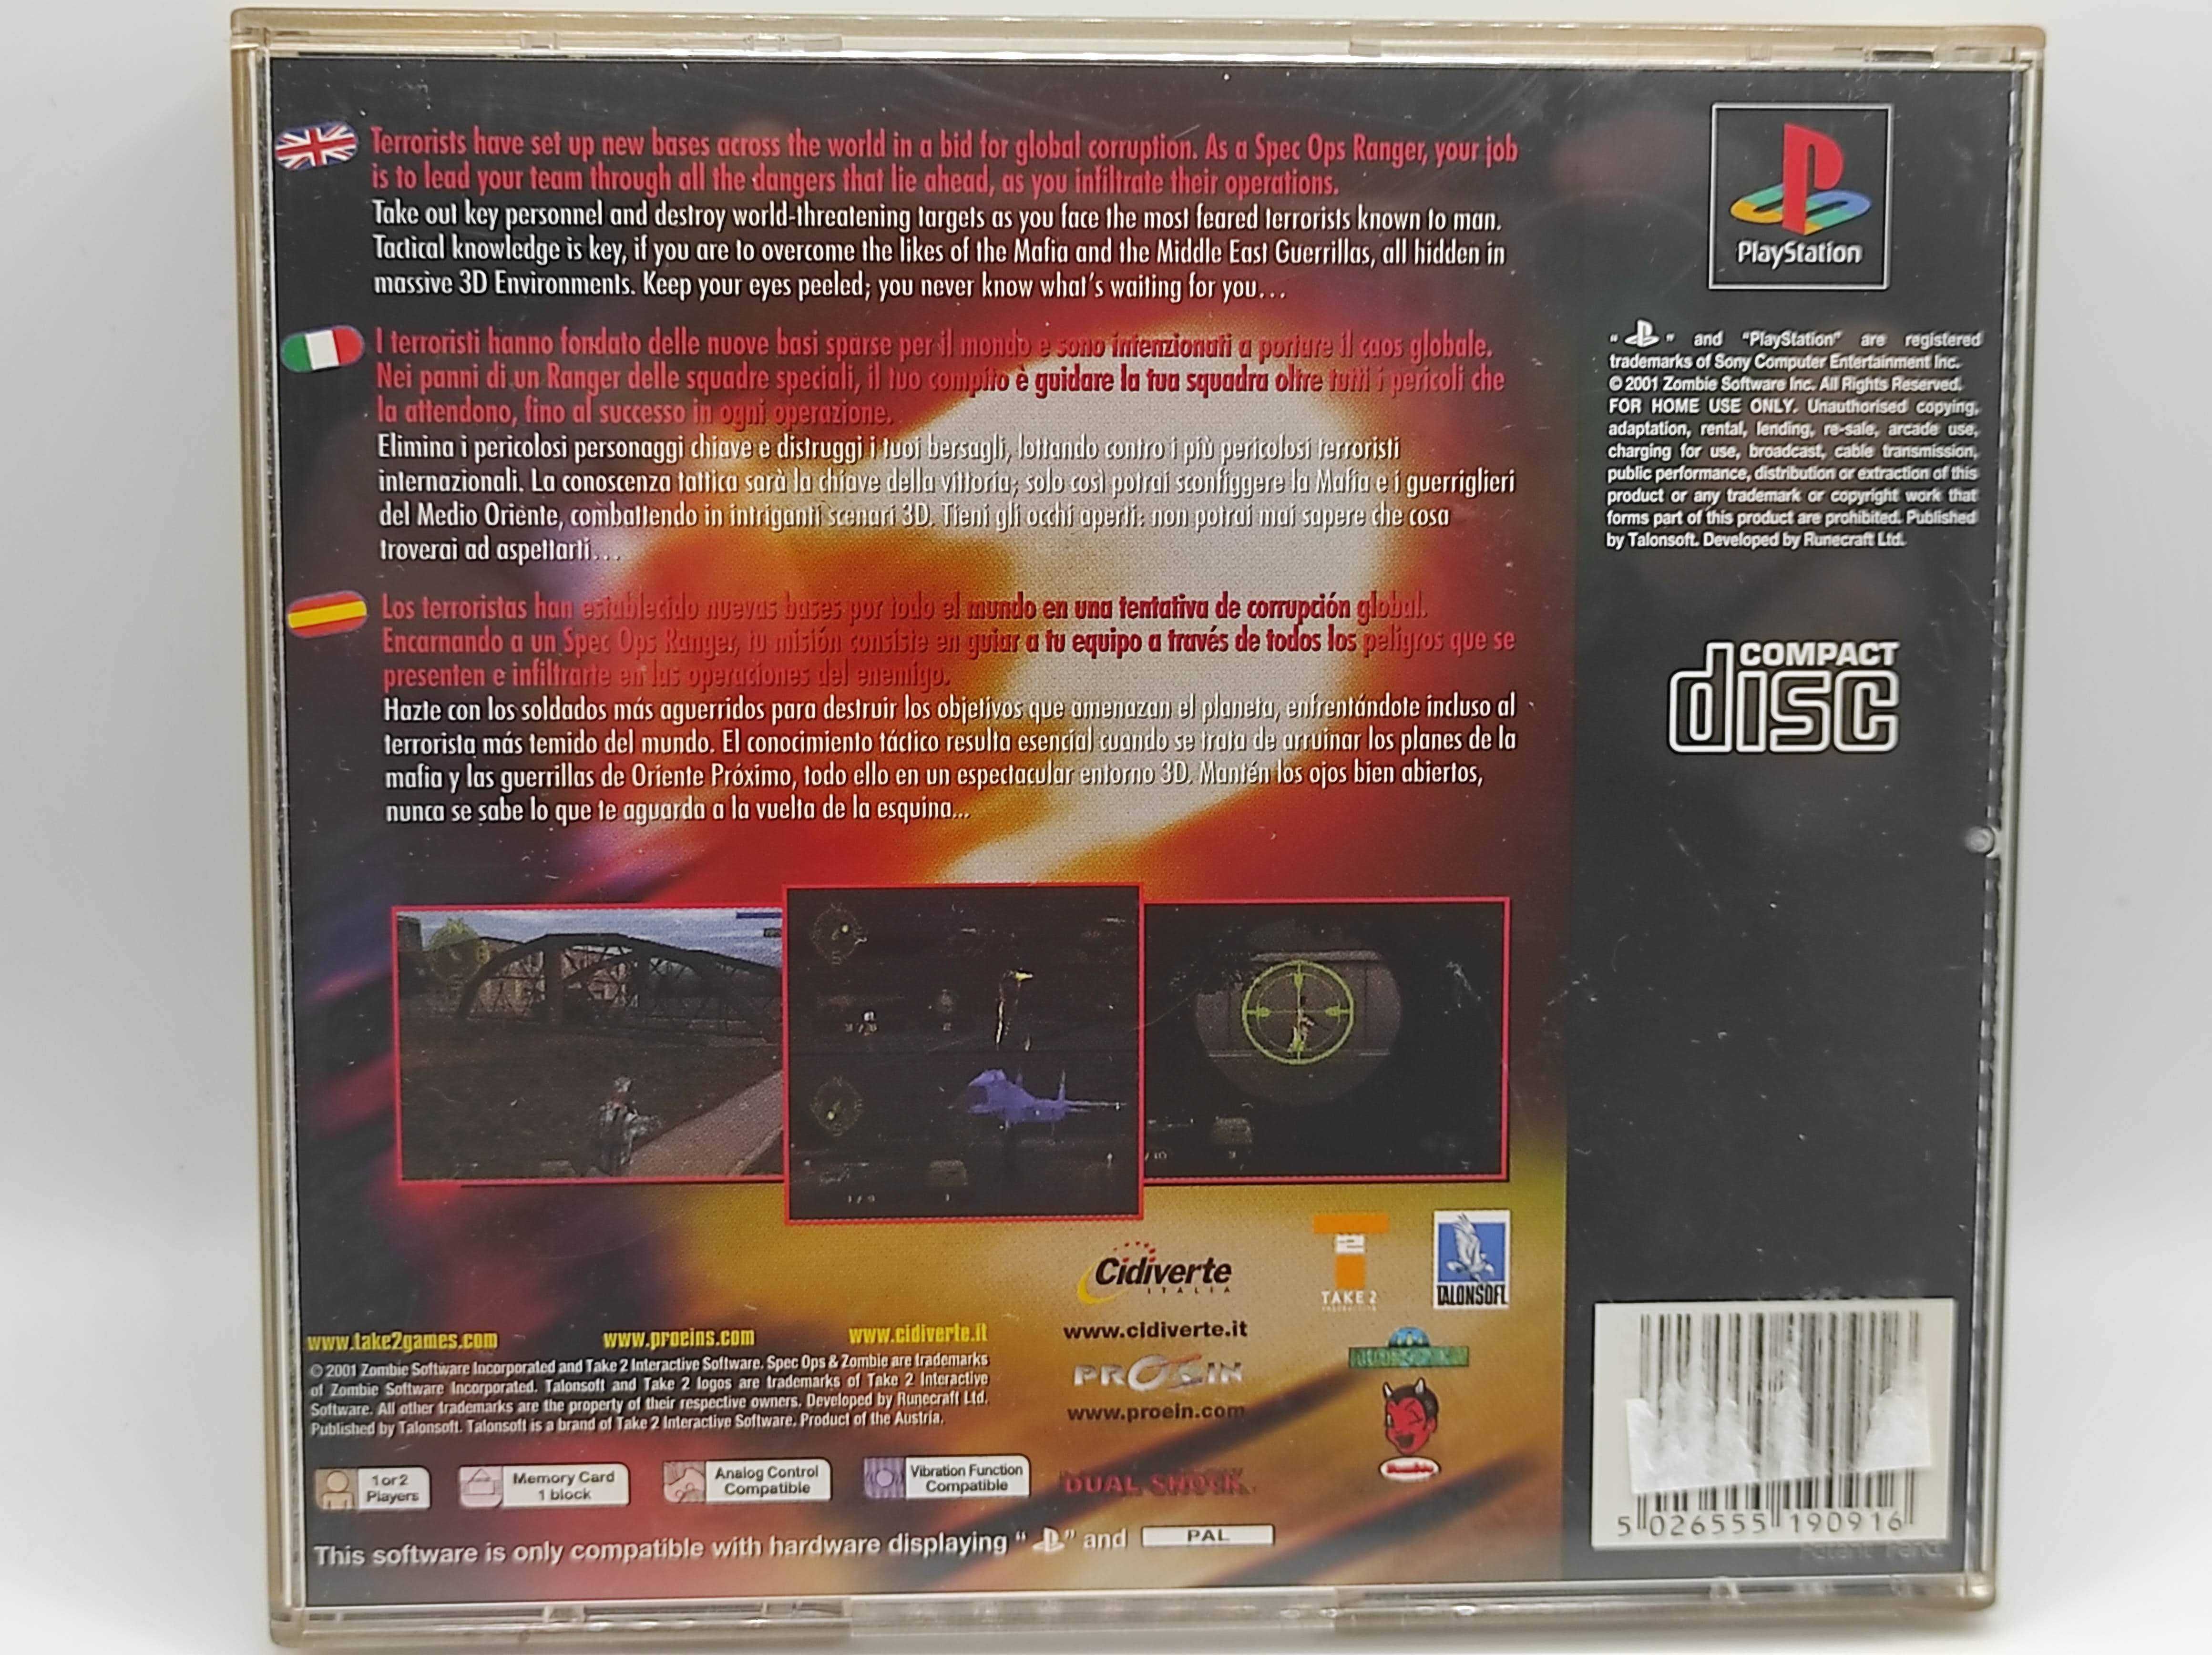 Terrorists have set up new bases across the world in a bid for global corruption. As a Spec Ops Ranger, your job
is to lead your team through all the dangers that lie ahead, as you infiltrate their operations.
Take out key personnel and destroy world-threatening targets as you face the most feared terrorists known to man.
Tactical knowledge is key, if you are to overcome the likes of the Mafia and the Middle East Guerrillas, all hidden in
massive 3D Environments. Keep your eyes peeled; you never know what's waiting for you...
I terroristi hanno fondato delle nuove basi sparse per il mondo e sono intenzionati a portare il caos globale.
Nei panni di un Ranger delle squadre speciali, il tuo compito è guidare la tua squadra oltre tutti i pericoli che
la attendono, fino al successo in ogni operazione.
Elimina i pericolosi personaggi chiave e distruggi i tuoi bersagli, lottando contro i più pericolosi terroristi
internazionali. La conoscenza tattica sarà la chiave della vittoria; solo così potrai sconfiggere la Mafia e i guerriglieri
del Medio Oriente, combattendo in intriganti scenari 3D. Tieni gli occhi aperti: non potrai mai sapere che cosa
troverai ad aspettarti...
Los terroristas han establecido nuevas bases por todo el mundo en una tentativa de corrupción global.
Encarnando a un Spec Ops Ranger, tu misión consiste en guiar a tu equipo a través de todos los peligros que se
presenten e infiltrarte en las operaciones del enemigo.
Hazte con los soldados más aguerridos para destruir los objetivos que amenazan el planeta, enfrentándote incluso al
terrorista más temido del mundo. El conocimiento táctico resulta esencial cuando se trata de arruinar los planes de la
mafia y las guerrillas de Oriente Próximo, todo ello en un espectacular entorno 3D. Mantén los ojos bien abiertos,
nunca se sabe lo que te aguarda a la vuelta de la esquina...
PlayStation
" " and "PlayStation" are registered
trademarks of Sony Computer Entertainment Inc.
© 2001 Zombie Software Inc. All Rights Reserved.
FOR HOME USE ONLY. Unauthorised copying,
adaptation, rental, lending, re-sale, arcade use,
charging for use, broadcast, cable transmission,
public performance, distribution or extraction of this
product or any trademark or copyright work that
forms part of this product are prohibited. Published
by Talonsoft. Developed by Runecraft Ltd.
COMPACT
disc
Cidiverte
ITALIA
TAKE 2
TALONSOFT
www.take2games.com
www.proeins.com
www.cidiverte.it
www.cidiverte.it
PROEIN
www.proein.com
© 2001 Zombie Software Incorporated and Take 2 Interactive Software. Spec Ops & Zombie are trademarks
of Zombie Software Incorporated. Talonsoft and Take 2 logos are trademarks of Take 2 Interactive
Software. All other trademarks are the property of their respective owners. Developed by Runecraft Ltd.
Published by Talonsoft. Talonsoft is a brand of Take 2 Interactive Software. Product of the Austria.
1 or 2
Players
Memory Card
1 block
Analog Control
Compatible
Vibration Function
Compatible
DUAL SHOCK
This software is only compatible with hardware displaying " " and PAL
5 026555 190916